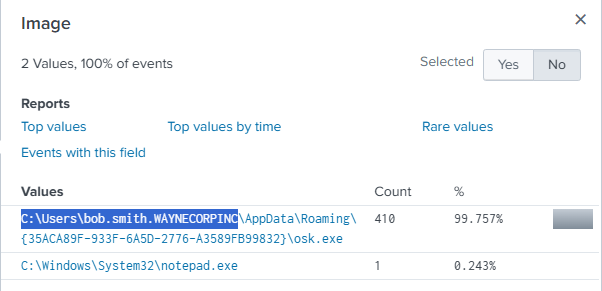 Image
2 Values, 100% of events
Selected Yes No
Reports
Top values Top values by time Rare values
Events with this field
Values Count %
C:\Users\bob.smith.WAYNECORPINC\AppData\Roaming\ 410 99.757%
{35ACA89F-933F-6A5D-2776-A3589FB99832}\osk.exe
C:\Windows\System32\notepad.exe 1 0.243%